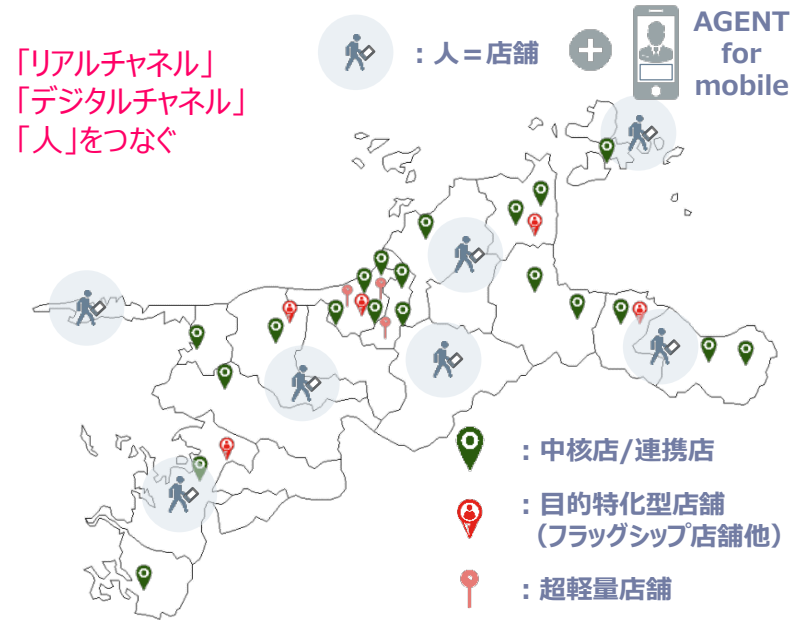 「リアルチャネル」
「デジタルチャネル」
「人」をつなぐ
：人＝店舗
AGENT
for
mobile
：中核店/連携店
：目的特化型店舗
（フラッグシップ店舗他）
：超軽量店舗